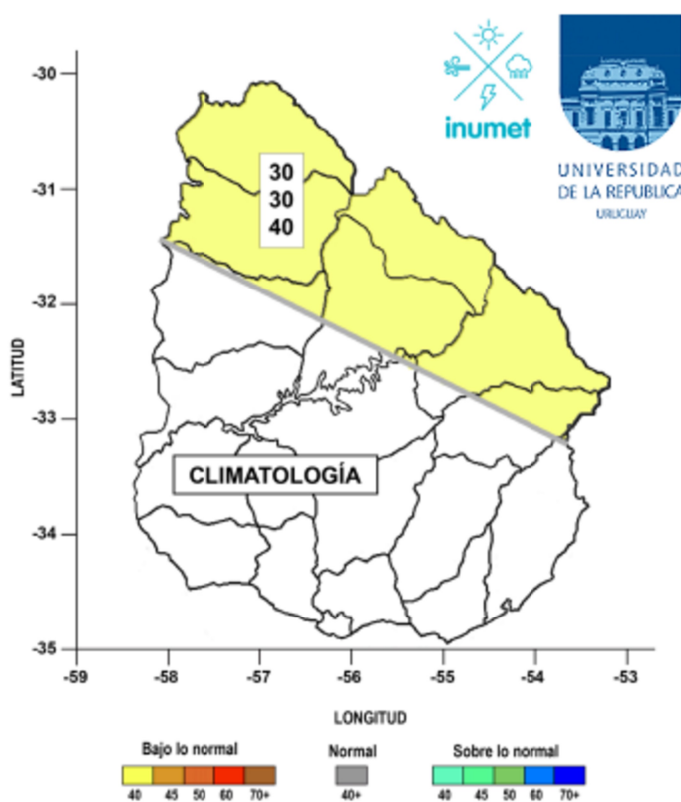 inumet
UNIVERSIDAD
DE LA REPUBLICA
URUGUAY
-30
-31
-32
-33
-34
-35
LATITUD
30
30
40
CLIMATOLOGÍA
-59 -58 -57 -56 -55 -54 -53
LONGITUD
Bajo lo normal Normal Sobre lo normal
40 45 50 60 70+ 40+ 40 45 50 60 70+